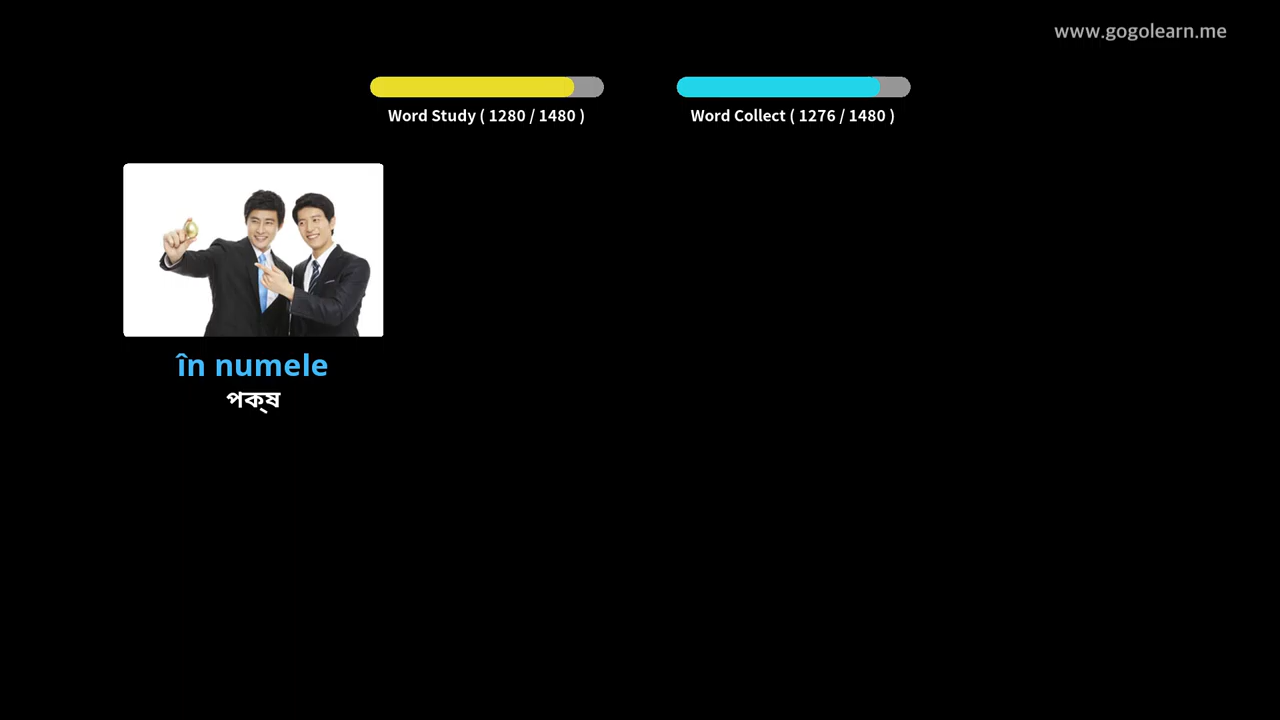 www.gogolearn.me
Word Study ( 1280 / 1480 )
Word Collect ( 1276 / 1480 )
în numele
পক্‌ষ